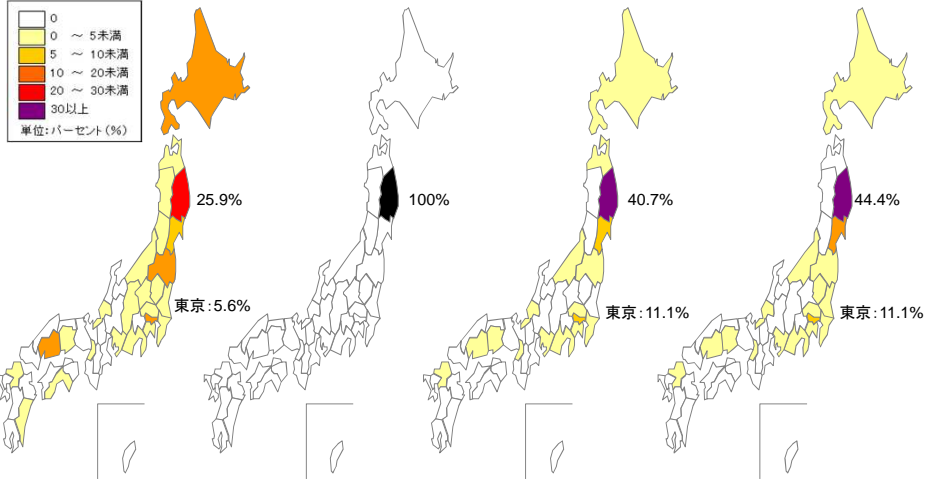 0
0 ～ 5未満
5 ～ 10未満
10 ～ 20未満
20 ～ 30未満
30以上
単位:パーセント(%)
25.9%
100%
40.7%
44.4%
東京:5.6%
東京:11.1%
東京:11.1%